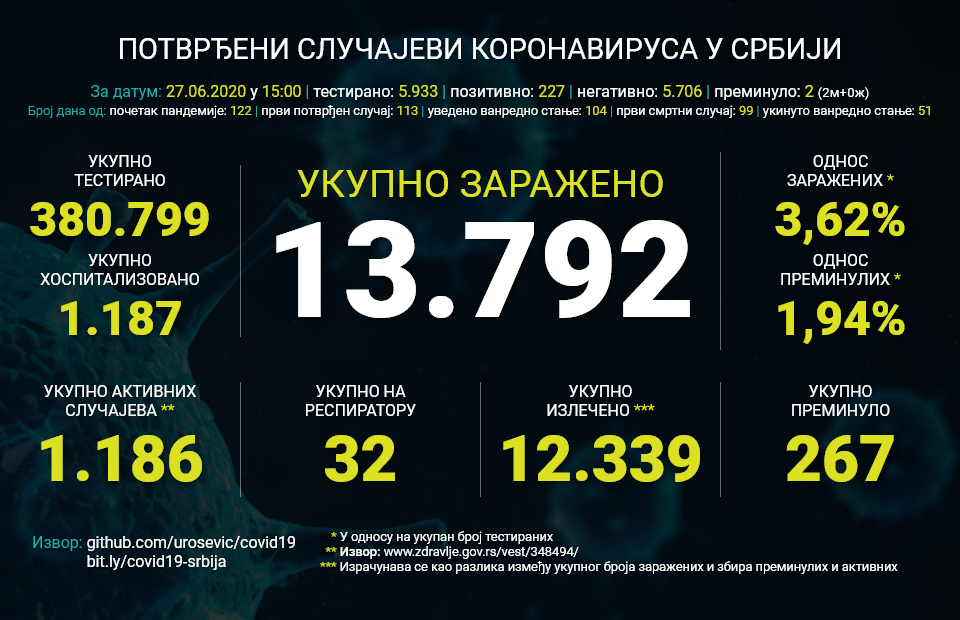 ПОТВРЂЕНИ СЛУЧАЈЕВИ КОРОНАВИРУСА У СРБИЈИ
За датум: 27.06.2020 у 15:00 | тестирано: 5.933 | позитивно: 227 | негативно: 5.706 | преминуло: 2 (2м+0ж)
Број дана од: почетак пандемије: 122 | први потврђен случај: 113 | уведено ванредно стање: 104 | први смртни случај: 99 | укинуто ванредно стање: 51
УКУПНО
ТЕСТИРАНО
380.799
УКУПНО
ХОСПИТАЛИЗОВАНО
1.187
УКУПНО ЗАРАЖЕНО
13.792
ОДНОС
ЗАРАЖЕНИХ *
3,62%
ОДНОС
ПРЕМИНУЛИХ *
1,94%
УКУПНО АКТИВНИХ
СЛУЧАЈЕВА **
1.186
УКУПНО НА
РЕСПИРАТОРУ
32
УКУПНО
ИЗЛЕЧЕНО ***
12.339
УКУПНО
ПРЕМИНУЛО
267
Извор: github.com/urosevic/covid19
bit.ly/covid19-srbija
* У односу на укупан број тестираних
** Извор: www.zdravlje.gov.rs/vest/348494/
*** Израчунава се као разлика између укупног броја заражених и збира преминулих и активних